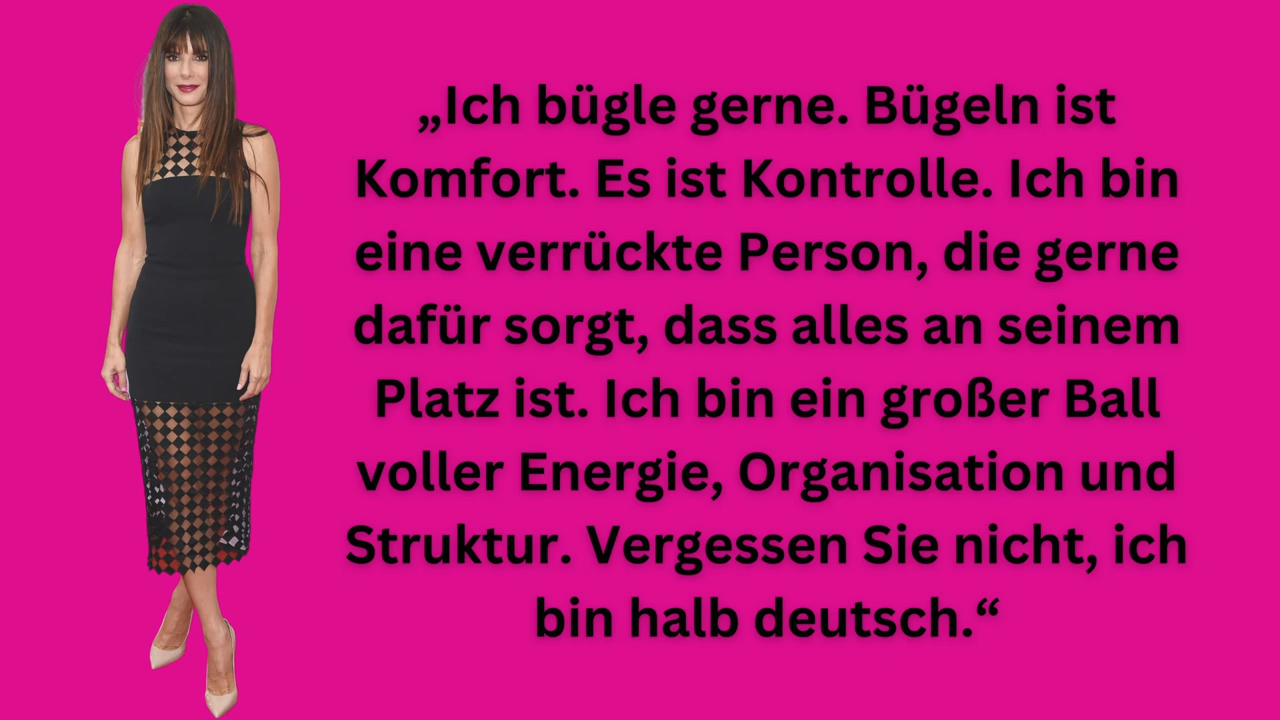 „Ich bügle gerne. Bügeln ist
Komfort. Es ist Kontrolle. Ich bin
eine verrückte Person, die gerne
dafür sorgt, dass alles an seinem
Platz ist. Ich bin ein großer Ball
voller Energie, Organisation und
Struktur. Vergessen Sie nicht, ich
bin halb deutsch.“